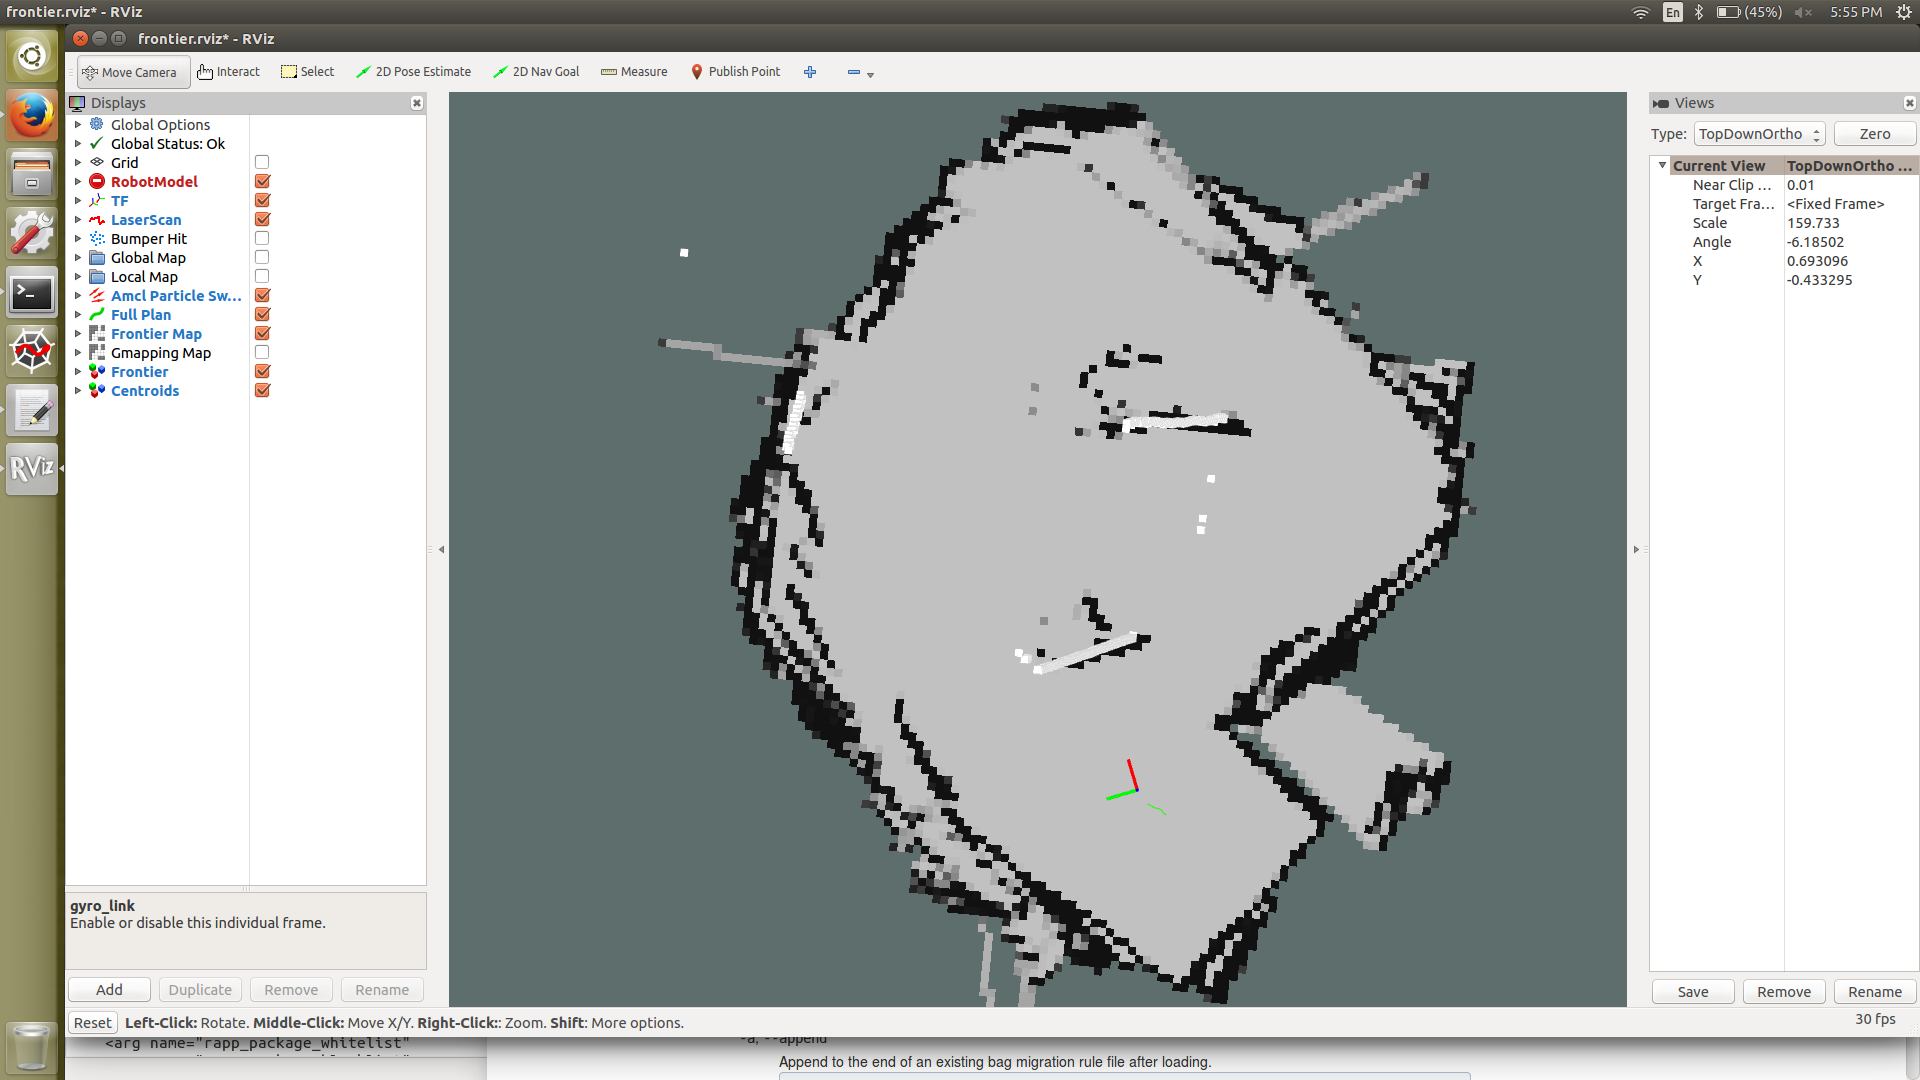 frontier.rviz* - RViz
En
(45%)
5:55 PM
frontier.rviz* - RViz
Move Camera
Interact
Select
2D Pose Estimate
2D Nav Goal
Measure
Publish Point
Displays
Global Options
Global Status: Ok
Grid
RobotModel
TF
LaserScan
Bumper Hit
Global Map
Local Map
Amcl Particle Sw...
Full Plan
Frontier Map
Gmapping Map
Frontier
Centroids
gyro_link
Enable or disable this individual frame.
Add Duplicate Remove Rename
Views
Type: TopDownOrtho Zero
Current View TopDownOrtho ...
Near Clip ... 0.01
Target Fra... <Fixed Frame>
Scale 159.733
Angle -6.18502
X 0.693096
Y -0.433295
Save Remove Rename
RViz
Reset Left-Click: Rotate. Middle-Click: Move X/Y. Right-Click:: Zoom. Shift: More options.
30 fps
<arg name="rapp_package_whitelist"
-a, --append
Append to the end of an existing bag migration rule file after loading.